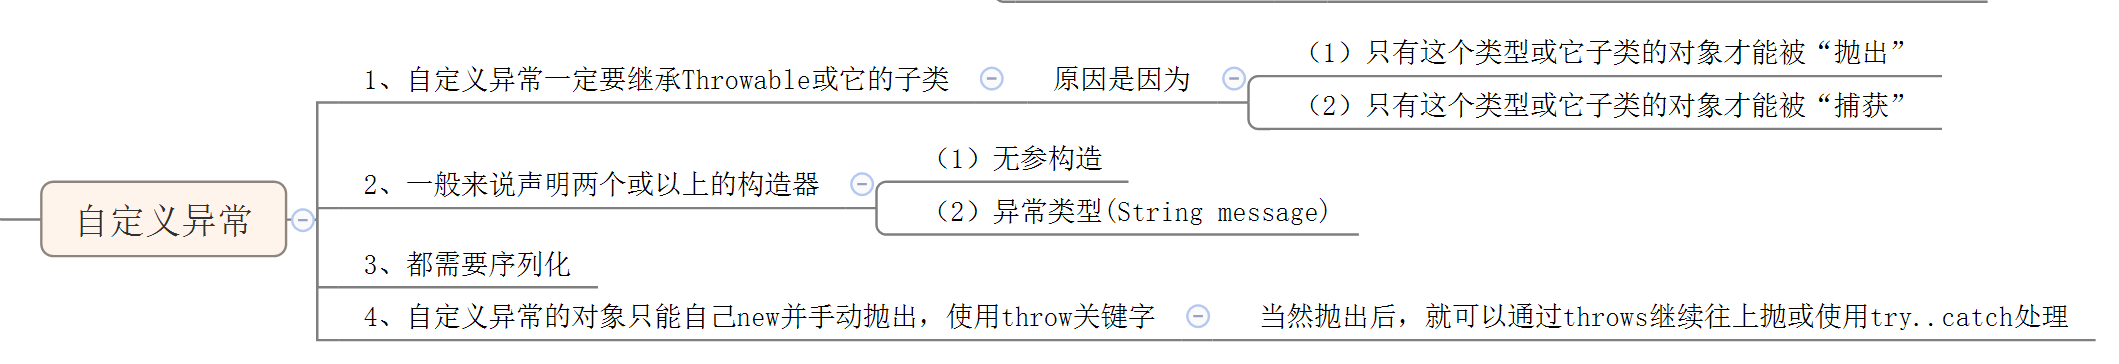 自定义异常
1、自定义异常一定要继承Throwable或它的子类
原因是因为
（1）只有这个类型或它子类的对象才能被“抛出”
（2）只有这个类型或它子类的对象才能被“捕获”
2、一般来说声明两个或以上的构造器
（1）无参构造
（2）异常类型(String message)
3、都需要序列化
4、自定义异常的对象只能自己new并手动抛出，使用throw关键字
当然抛出后，就可以通过throws继续往上抛或使用try..catch处理